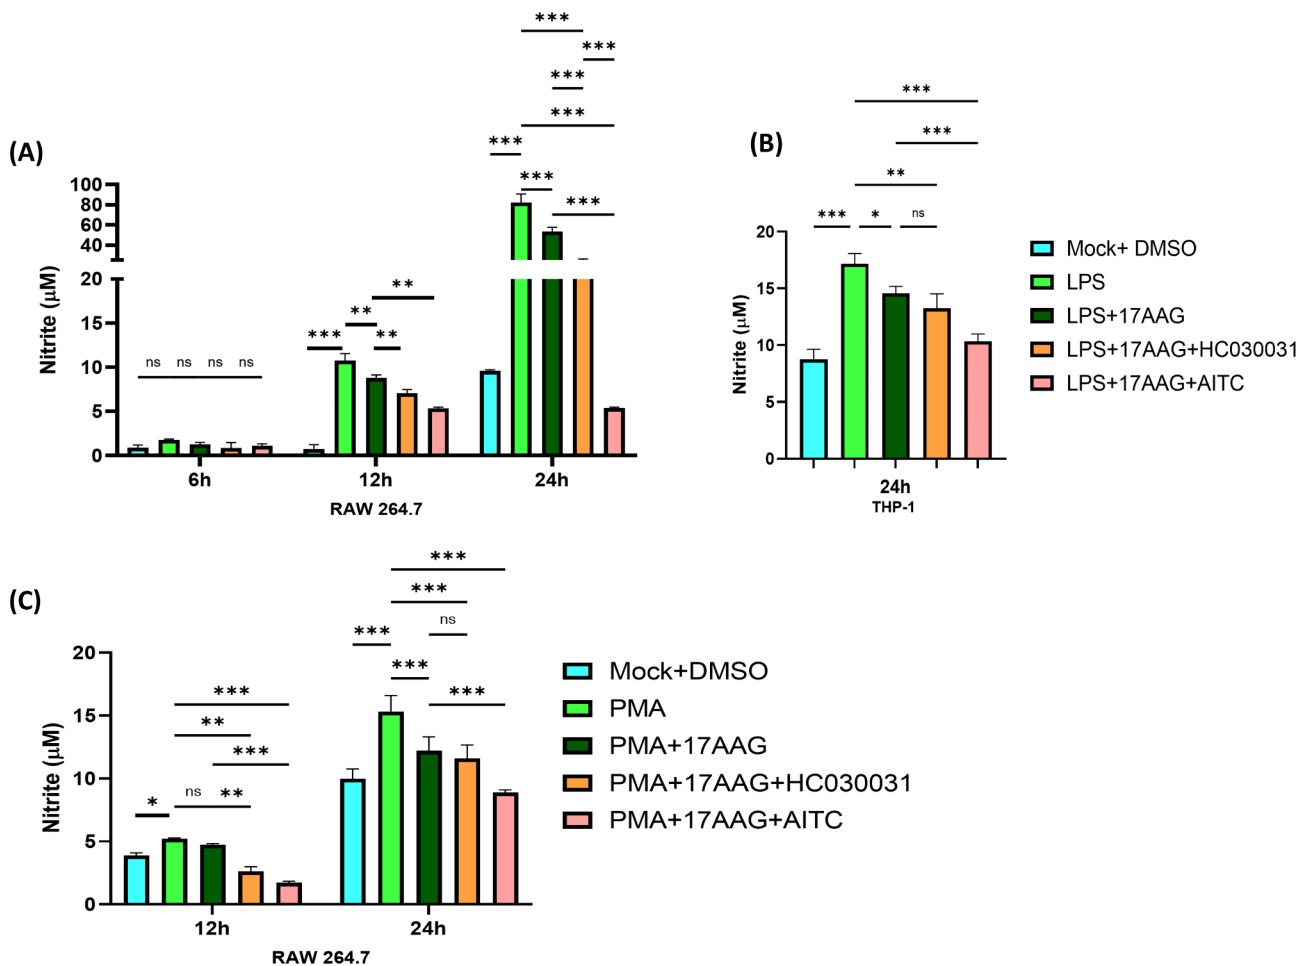 (A)
***
***
***
***
***
***
***
Nitrite (μM)
100
80
60
40
20
15
10
5
0
ns ns ns ns
***
**
**
**
6h 12h 24h
RAW 264.7
(B)
***
***
**
*** * ns
Nitrite (μM)
20
15
10
5
0
24h
THP-1
Mock+ DMSO
LPS
LPS+17AAG
LPS+17AAG+HC030031
LPS+17AAG+AITC
(C)
***
***
ns
***
***
***
***
**
***
ns **
*
Nitrite (μM)
20
15
10
5
0
12h 24h
RAW 264.7
Mock+DMSO
PMA
PMA+17AAG
PMA+17AAG+HC030031
PMA+17AAG+AITC